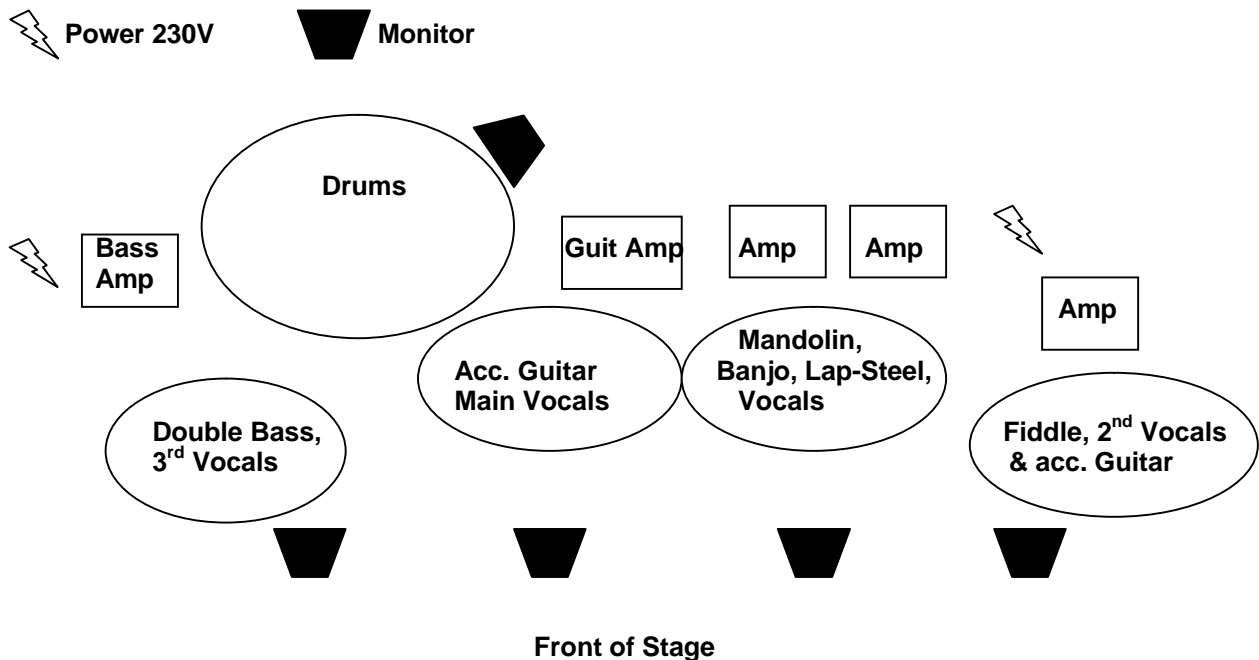 Power 230V
Monitor
Drums
Bass
Amp
Guit Amp
Amp
Amp
Amp
Acc. Guitar
Main Vocals
Mandolin,
Banjo, Lap-Steel,
Vocals
Double Bass,
3rd Vocals
Fiddle, 2nd Vocals
& acc. Guitar
Front of Stage